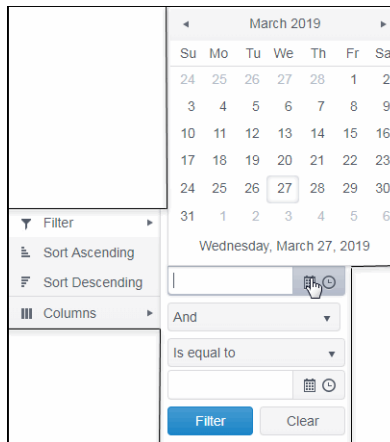 March 2019
Su Mo Tu We Th Fr Sa
24 25 26 27 28 1 2
3 4 5 6 7 8 9
10 11 12 13 14 15 16
17 18 19 20 21 22 23
24 25 26 27 28 29 30
31 1 2 3 4 5 6
Wednesday, March 27, 2019
Filter
Sort Ascending
Sort Descending
Columns
And
Is equal to
Filter Clear